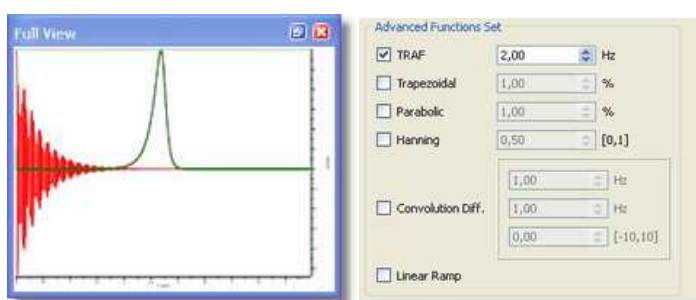 Full View
Advanced Functions Set
TRAF 2,00 Hz
Trapezoidal 1,00 %
Parabolic 1,00 %
Hanning 0,50 [0,1]
1,00 Hz
Convolution Diff. 1,00 Hz
0,00 [-10,10]
Linear Ramp